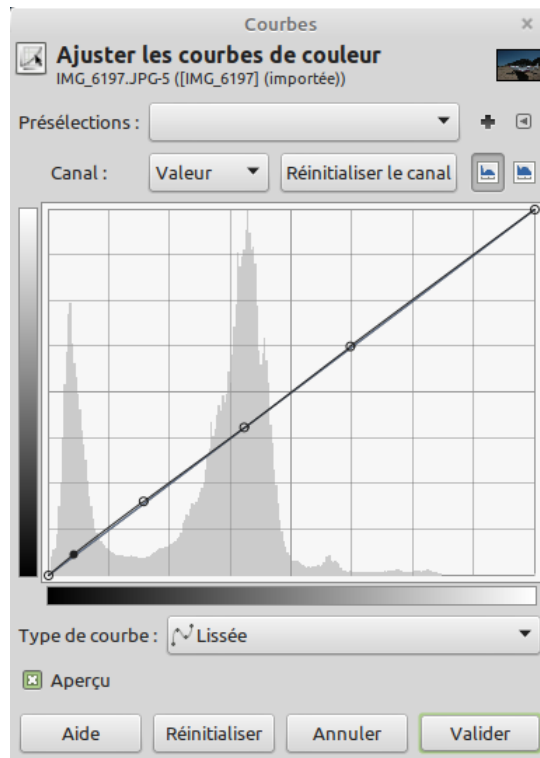 Courbes
Ajuster les courbes de couleur
IMG_6197.JPG-5 ([IMG_6197] (importée))
Présélections :
Canal : Valeur Réinitialiser le canal
Type de courbe : Lissée
Aperçu
Aide Réinitialiser Annuler Valider